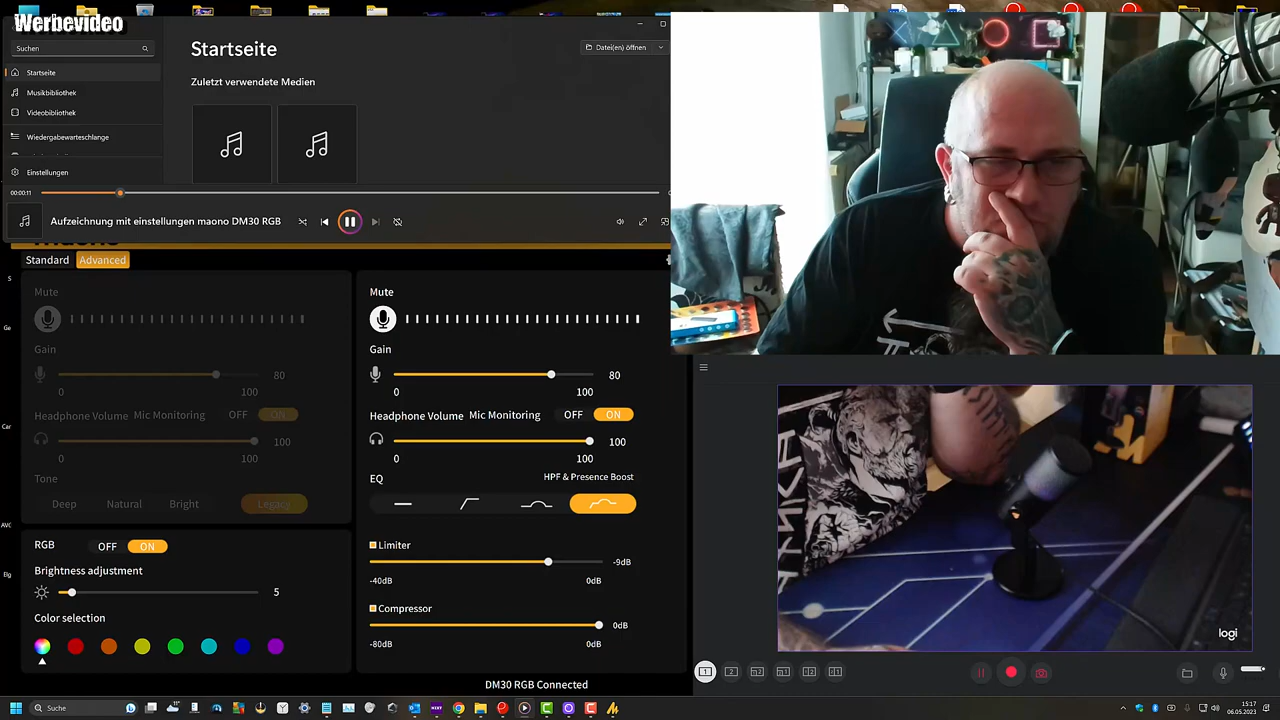 Werbevideo
Suchen
Startseite
Musikbibliothek
Videobibliothek
Wiedergabewarteschlange
Einstellungen
Startseite
Datei(en) öffnen
Zuletzt verwendete Medien
00:00:11
Aufzeichnung mit einstellungen maono DM30 RGB
Standard
Advanced
Mute
Gain
80
0
100
Headphone Volume
Mic Monitoring
OFF
ON
100
0
100
Tone
Deep
Natural
Bright
Legacy
RGB
OFF
ON
Brightness adjustment
5
Color selection
Mute
Gain
80
0
100
Headphone Volume
Mic Monitoring
OFF
ON
100
0
100
EQ
HPF & Presence Boost
Limiter
-9dB
-40dB
0dB
Compressor
0dB
-80dB
0dB
DM30 RGB Connected
logi
Suche
15:17
06.05.2023